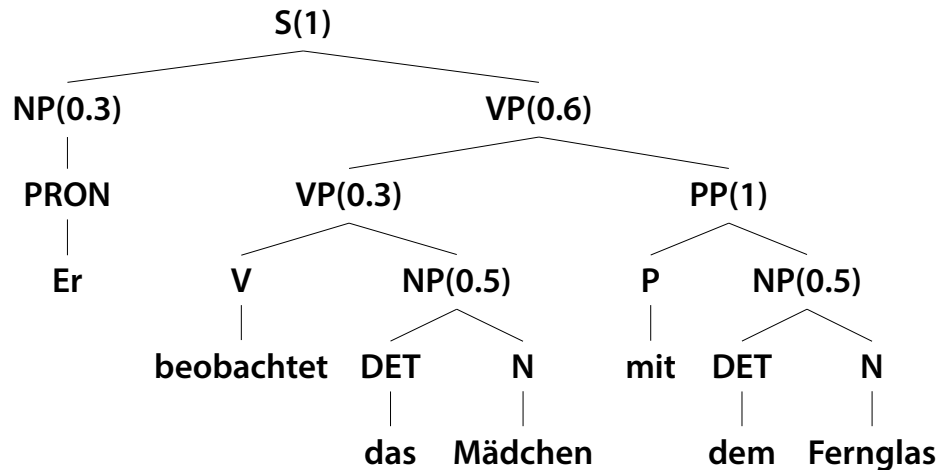 S(1)
NP(0.3) VP(0.6)
PRON VP(0.3) PP(1)
Er V NP(0.5) P NP(0.5)
beobachtet DET N mit DET N
das Mädchen dem Fernglas